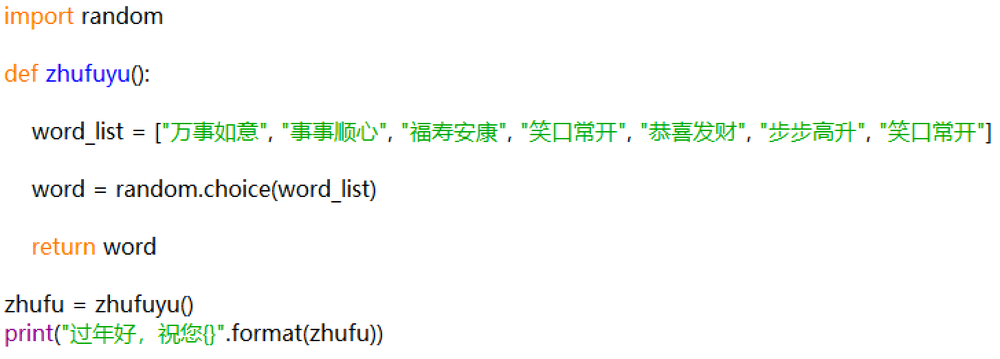 import random
def zhufuyu():
word_list = ["万事如意", "事事顺心", "福寿安康", "笑口常开", "恭喜发财", "步步高升", "笑口常开"]
word = random.choice(word_list)
return word
zhufu = zhufuyu()
print("过年好，祝您{}".format(zhufu))